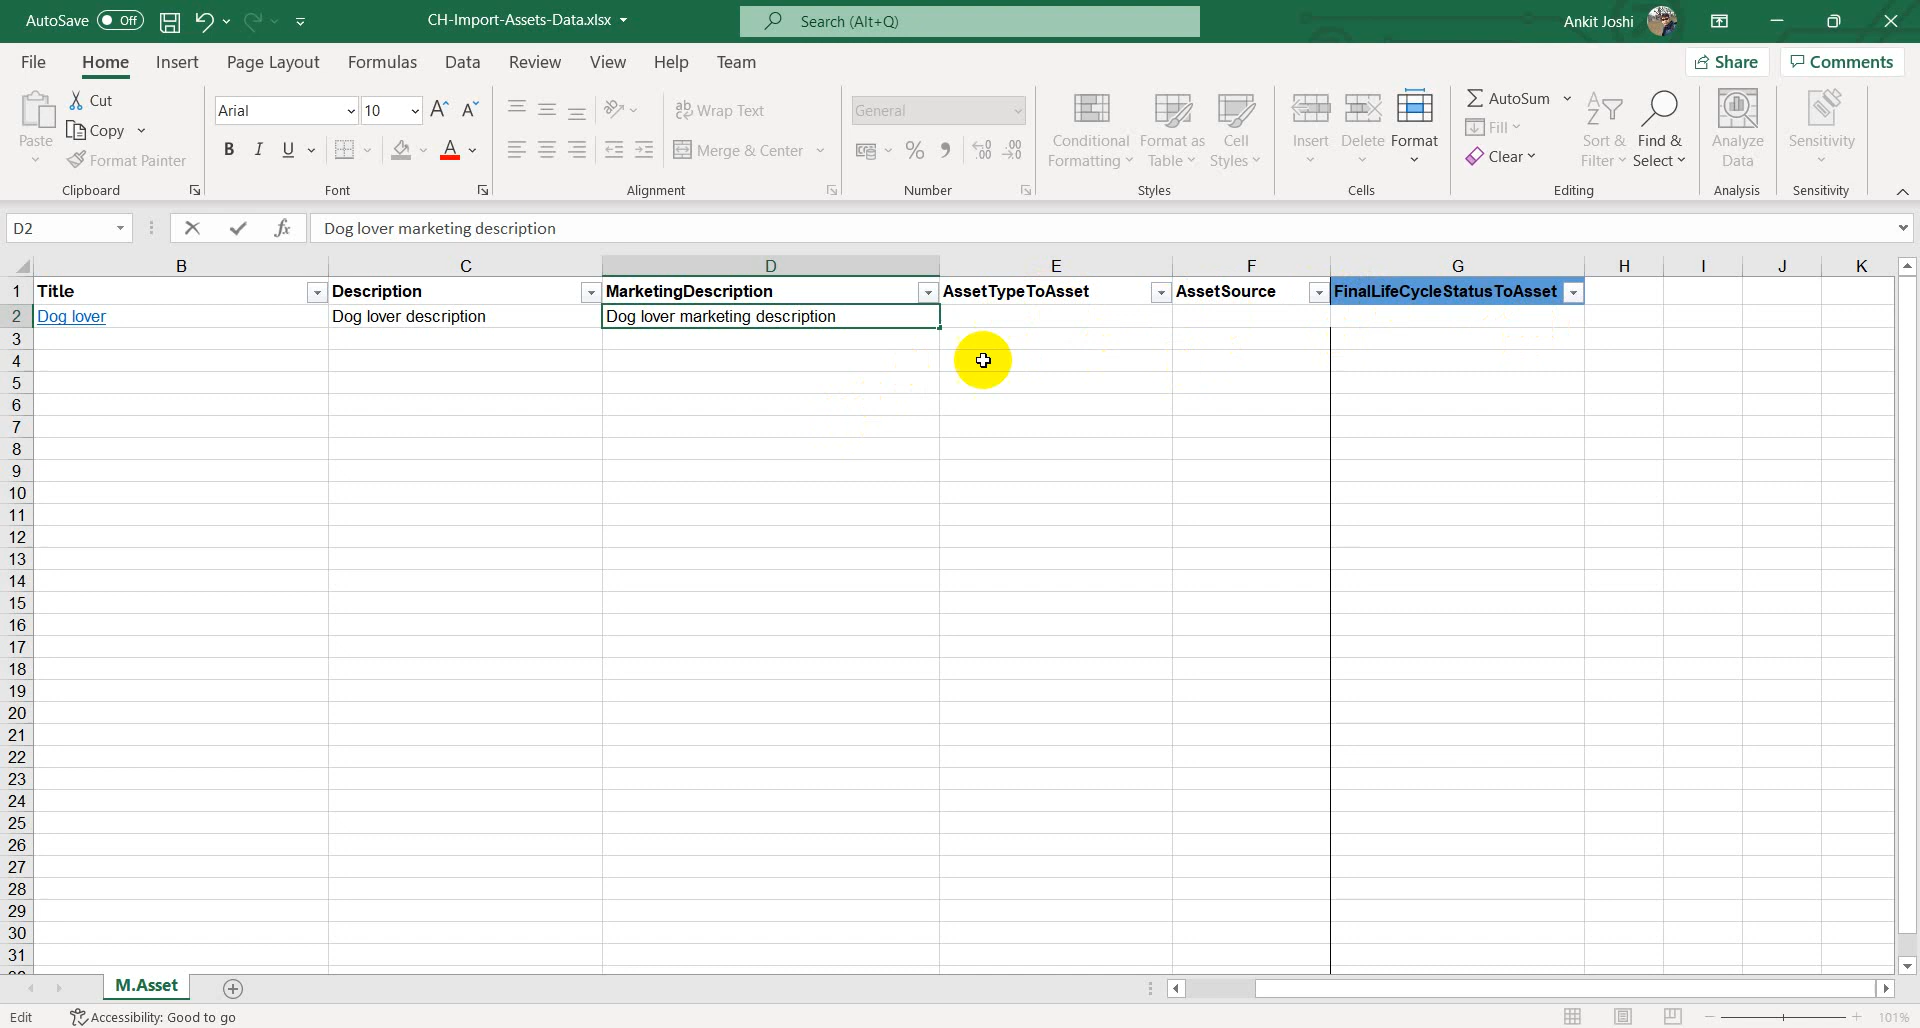 AutoSave Off CH-Import-Assets-Data.xlsx Search (Alt+Q) Ankit Joshi
File Home Insert Page Layout Formulas Data Review View Help Team Share Comments
Paste
Cut
Copy
Format Painter
Clipboard
Arial 10
B I U A
Font
Wrap Text
Merge & Center
Alignment
General
% 9
Number
Conditional Formatting
Format as Table
Cell Styles
Styles
Insert Delete Format
Cells
AutoSum
Fill
Clear
Sort & Filter
Find & Select
Editing
Analyze Data
Analysis
Sensitivity
Sensitivity
D2 fx Dog lover marketing description
B C D E F G H I J K
1 Title Description MarketingDescription AssetTypeToAsset AssetSource FinalLifeCycleStatusToAsset
2 Dog lover Dog lover description Dog lover marketing description
3
4
5
6
7
8
9
10
11
12
13
14
15
16
17
18
19
20
21
22
23
24
25
26
27
28
29
30
31
M.Asset
Edit Accessibility: Good to go 101%